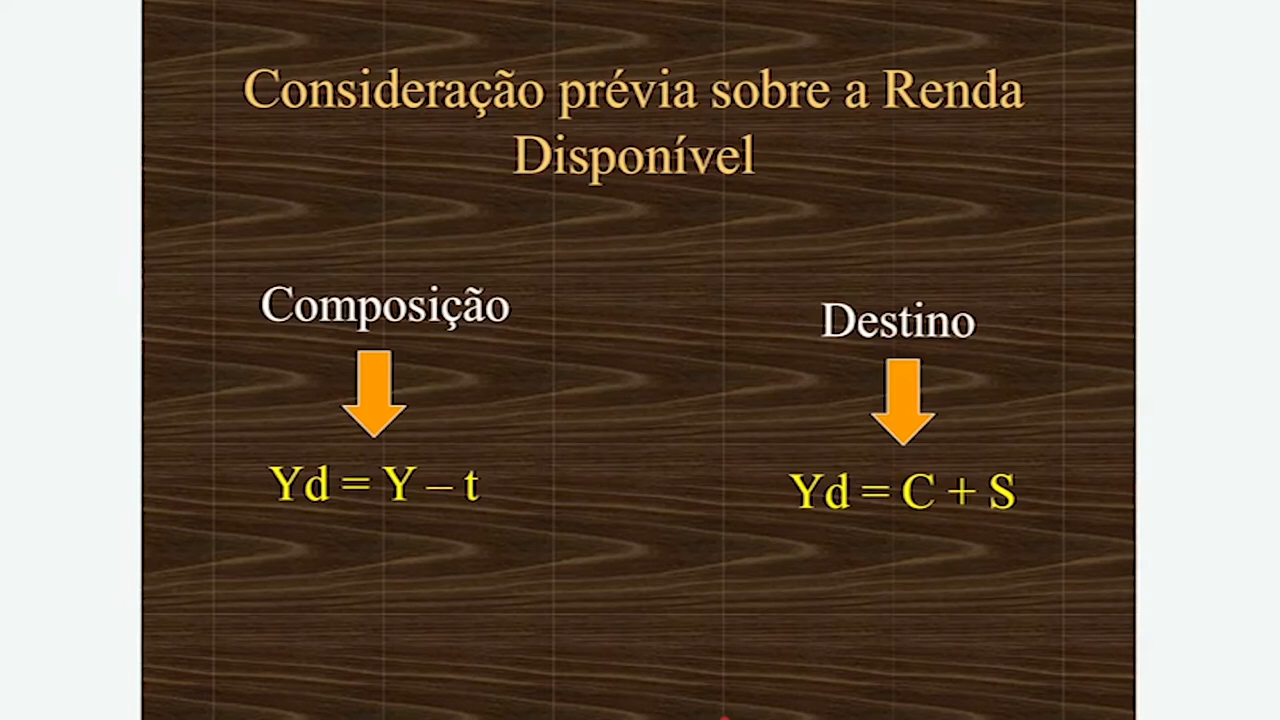 Consideração prévia sobre a Renda
Disponível
Composição
Destino
Yd = Y – t
Yd = C + S